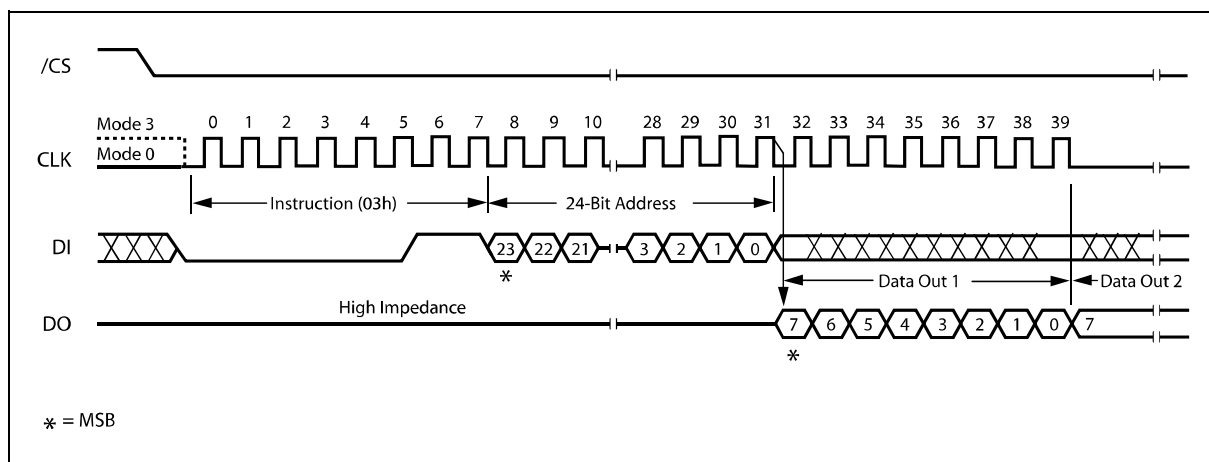 /CS
Mode 3
0 1 2 3 4 5 6 7 8 9 10 28 29 30 31 32 33 34 35 36 37 38 39
Mode 0
CLK
Instruction (03h) 24-Bit Address
DI
23 22 21 3 2 1 0
*
Data Out 1 Data Out 2
High Impedance
DO
7 6 5 4 3 2 1 0 7
*
* = MSB